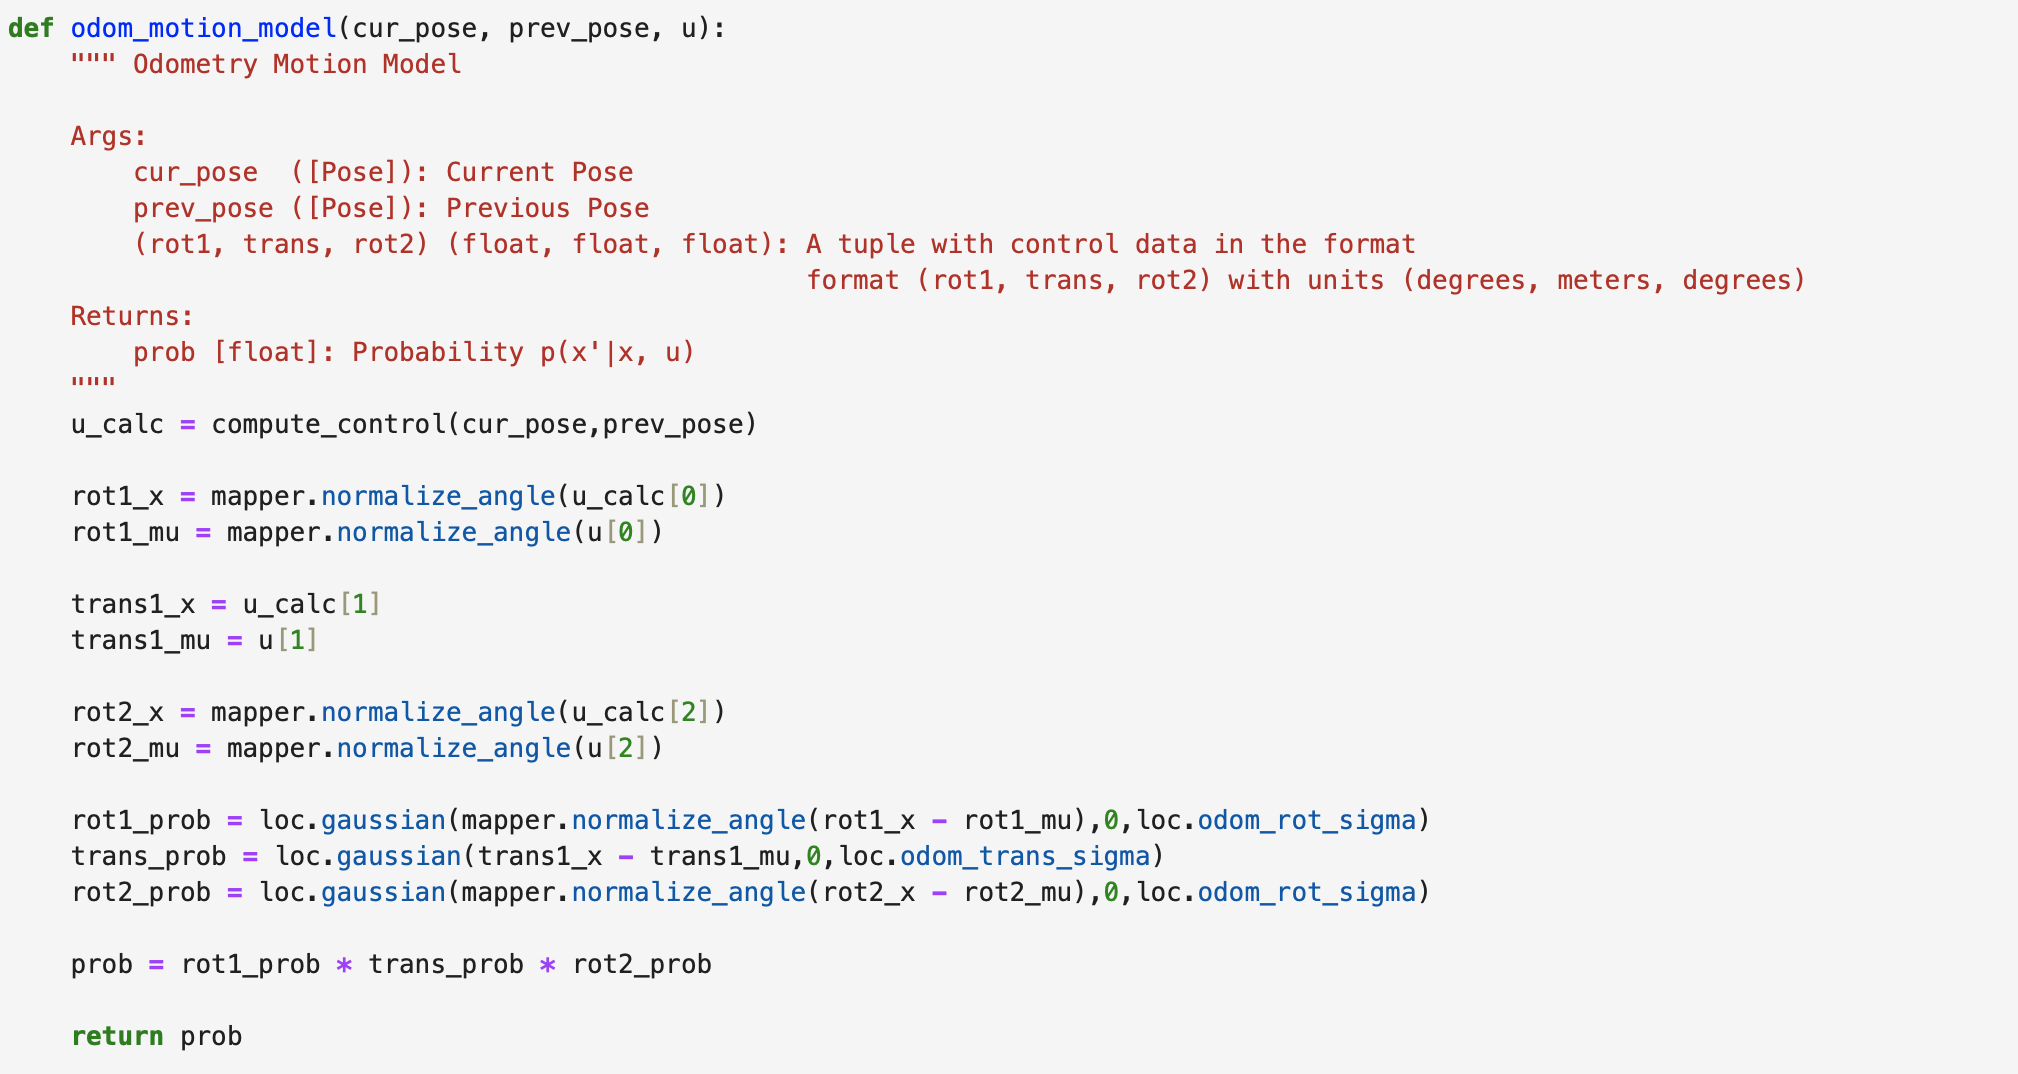 def odom_motion_model(cur_pose, prev_pose, u):
    """ Odometry Motion Model

    Args:
        cur_pose  ([Pose]): Current Pose
        prev_pose ([Pose]): Previous Pose
        (rot1, trans, rot2) (float, float, float): A tuple with control data in the format
                                                   format (rot1, trans, rot2) with units (degrees, meters, degrees)
    Returns:
        prob [float]: Probability p(x'|x, u)
    """
    u_calc = compute_control(cur_pose,prev_pose)

    rot1_x = mapper.normalize_angle(u_calc[0])
    rot1_mu = mapper.normalize_angle(u[0])

    trans1_x = u_calc[1]
    trans1_mu = u[1]

    rot2_x = mapper.normalize_angle(u_calc[2])
    rot2_mu = mapper.normalize_angle(u[2])

    rot1_prob = loc.gaussian(mapper.normalize_angle(rot1_x - rot1_mu),0,loc.odom_rot_sigma)
    trans_prob = loc.gaussian(trans1_x - trans1_mu,0,loc.odom_trans_sigma)
    rot2_prob = loc.gaussian(mapper.normalize_angle(rot2_x - rot2_mu),0,loc.odom_rot_sigma)

    prob = rot1_prob * trans_prob * rot2_prob

    return prob